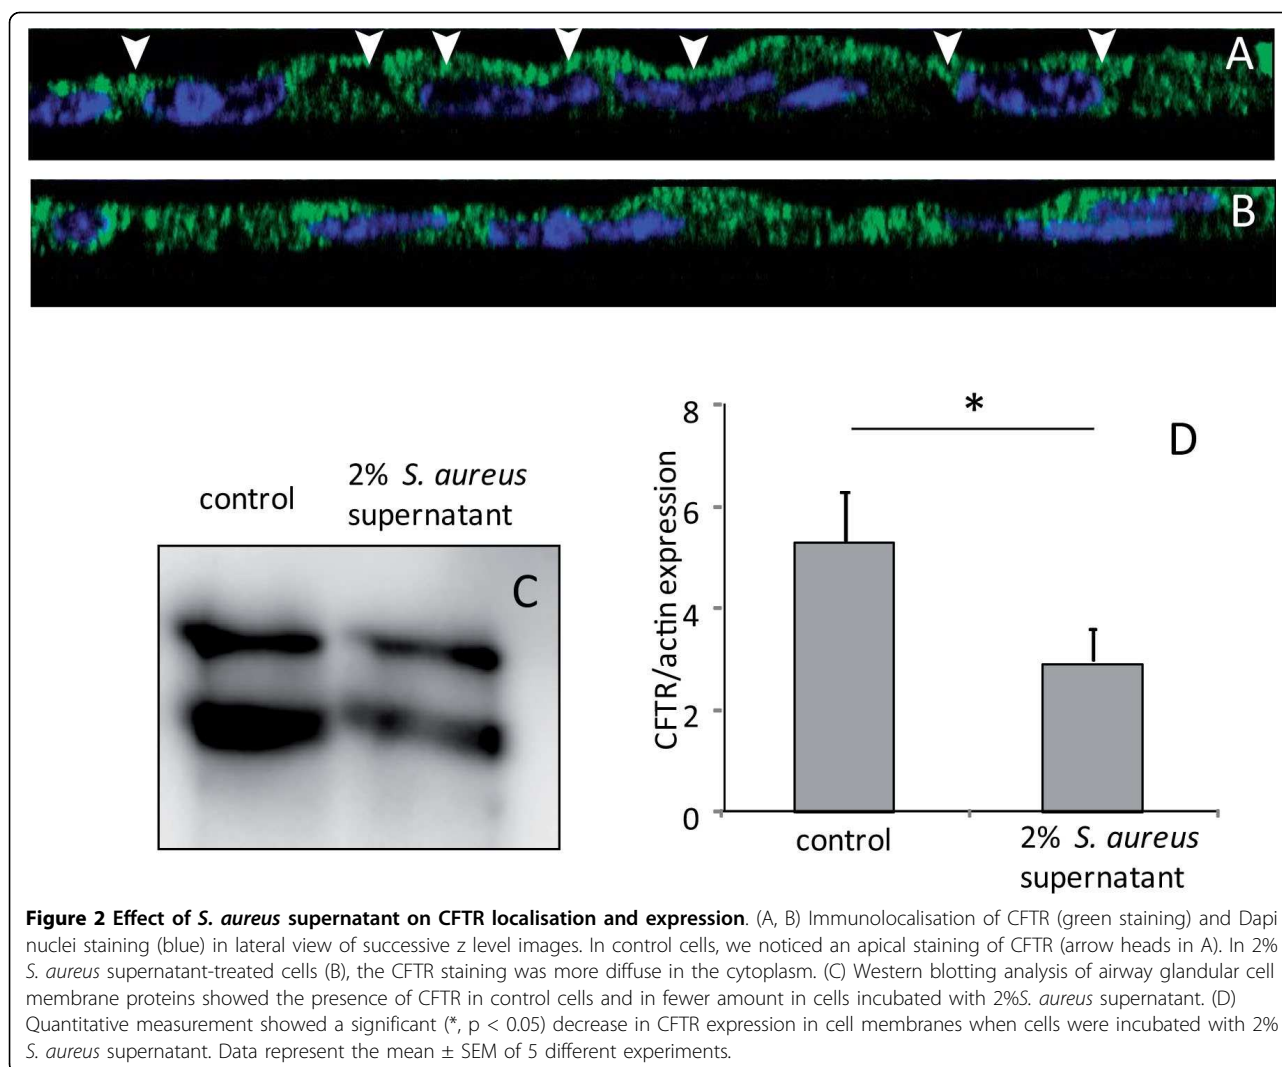 A
B
control
2% S. aureus
supernatant
C
*
D
8
6
4
2
0
CFTR/actin expression
control
2% S. aureus
supernatant
Figure 2 Effect of S. aureus supernatant on CFTR localisation and expression. (A, B) Immunolocalisation of CFTR (green staining) and Dapi
nuclei staining (blue) in lateral view of successive z level images. In control cells, we noticed an apical staining of CFTR (arrow heads in A). In 2%
S. aureus supernatant-treated cells (B), the CFTR staining was more diffuse in the cytoplasm. (C) Western blotting analysis of airway glandular cell
membrane proteins showed the presence of CFTR in control cells and in fewer amount in cells incubated with 2%S. aureus supernatant. (D)
Quantitative measurement showed a significant (*, p < 0.05) decrease in CFTR expression in cell membranes when cells were incubated with 2%
S. aureus supernatant. Data represent the mean ± SEM of 5 different experiments.